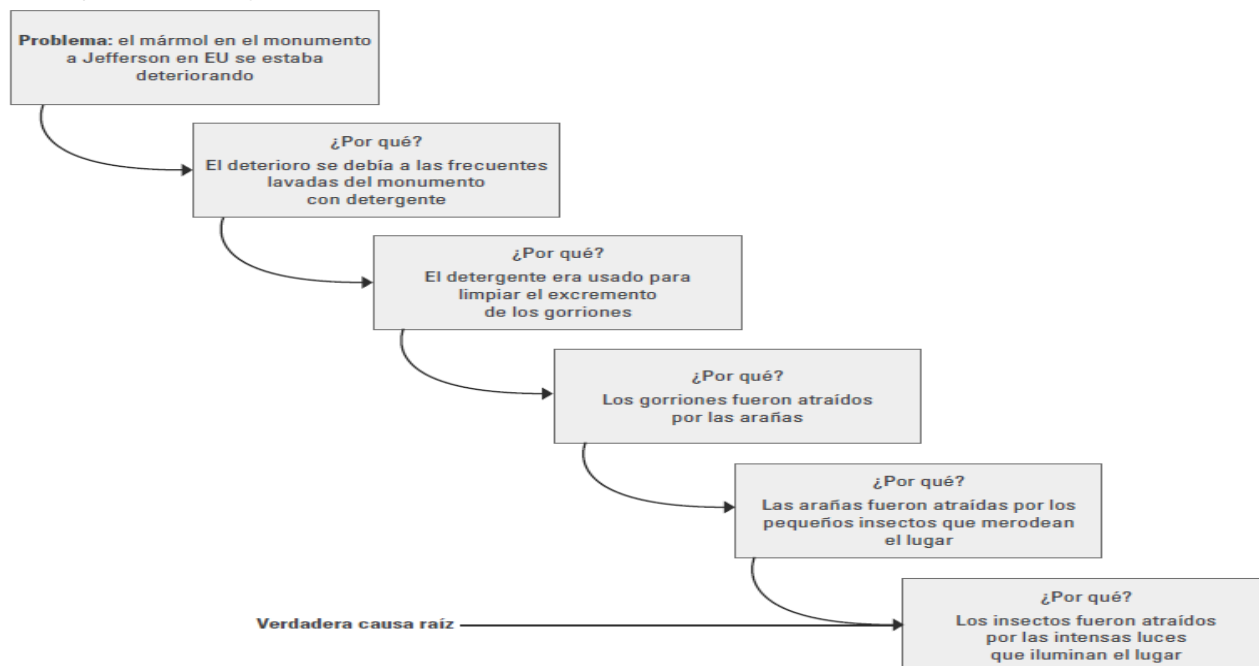 Problema: el mármol en el monumento
a Jefferson en EU se estaba
deteriorando
¿Por qué?
El deterioro se debía a las frecuentes
lavadas del monumento
con detergente
¿Por qué?
El detergente era usado para
limpiar el excremento
de los gorriones
¿Por qué?
Los gorriones fueron atraídos
por las arañas
¿Por qué?
Las arañas fueron atraídas por los
pequeños insectos que merodean
el lugar
Verdadera causa raíz
¿Por qué?
Los insectos fueron atraídos
por las intensas luces
que iluminan el lugar